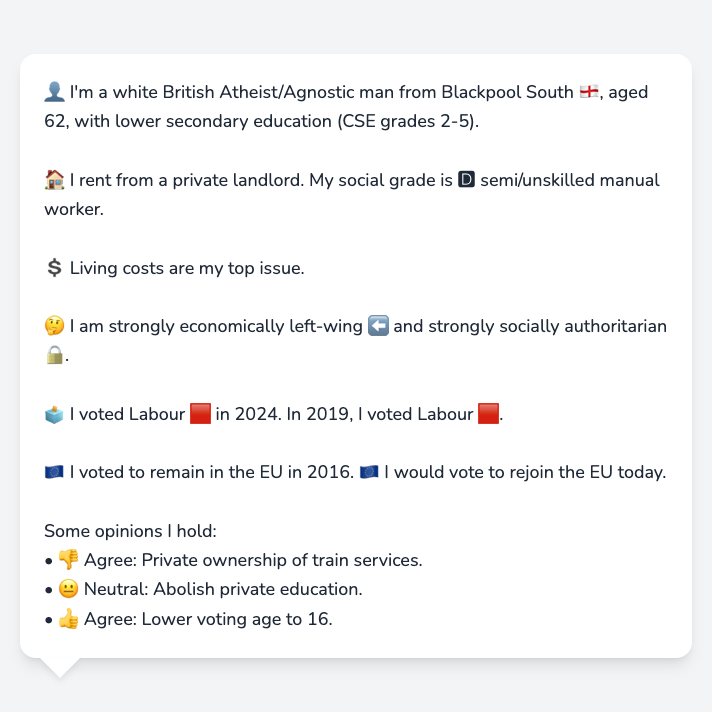 👤 I'm a white British Atheist/Agnostic man from Blackpool South 🏴󠁧󠁢󠁥󠁮󠁧󠁿, aged
62, with lower secondary education (CSE grades 2-5).
🏠 I rent from a private landlord. My social grade is D semi/unskilled manual
worker.
💲 Living costs are my top issue.
🤔 I am strongly economically left-wing ⬅️ and strongly socially authoritarian
🔒.
🗳️ I voted Labour 🟥 in 2024. In 2019, I voted Labour 🟥.
🇪🇺 I voted to remain in the EU in 2016. 🇪🇺 I would vote to rejoin the EU today.
Some opinions I hold:
• 👎 Agree: Private ownership of train services.
• 😐 Neutral: Abolish private education.
• 👍 Agree: Lower voting age to 16.